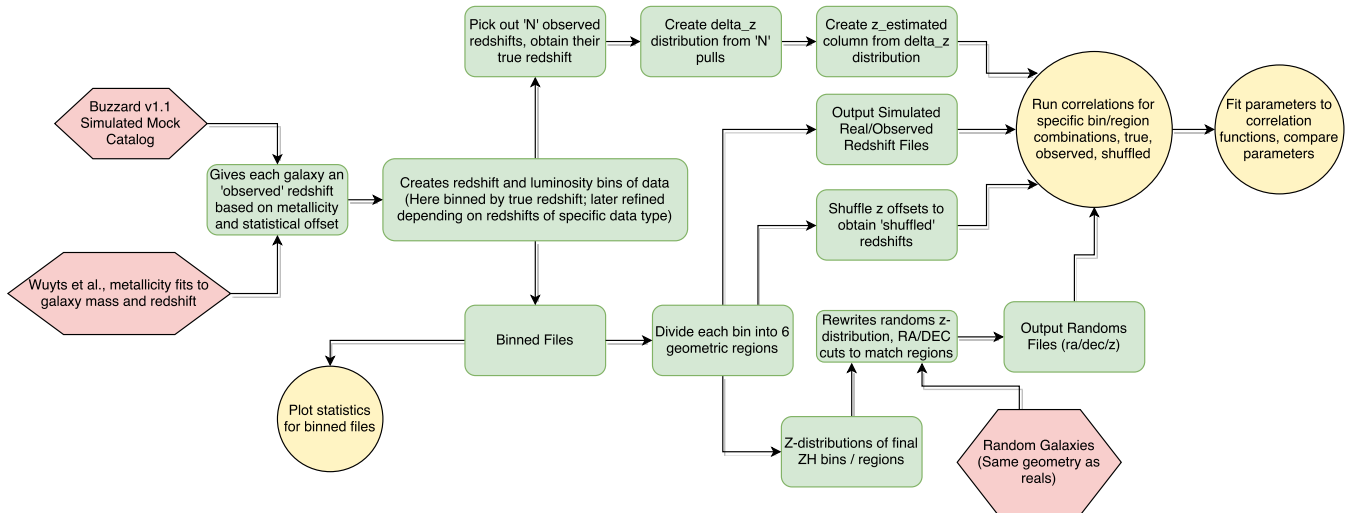 Pick out 'N' observed
redshifts, obtain their
true redshift
Create delta_z
distribution from 'N'
pulls
Create z_estimated
column from delta_z
distribution
Buzzard v1.1
Simulated Mock
Catalog
Output Simulated
Real/Observed
Redshift Files
Run correlations for
specific bin/region
combinations, true,
observed, shuffled
Fit parameters to
correlation
functions, compare
parameters
Gives each galaxy an
'observed' redshift
based on metallicity
and statistical offset
Creates redshift and luminosity bins of data
(Here binned by true redshift; later refined
depending on redshifts of specific data type)
Shuffle z offsets to
obtain 'shuffled'
redshifts
Wuyts et al., metallicity fits to
galaxy mass and redshift
Binned Files
Divide each bin into 6
geometric regions
Rewrites randoms z-
distribution, RA/DEC
cuts to match regions
Output Randoms
Files (ra/dec/z)
Plot statistics
for binned files
Z-distributions of final
ZH bins / regions
Random Galaxies
(Same geometry as
reals)